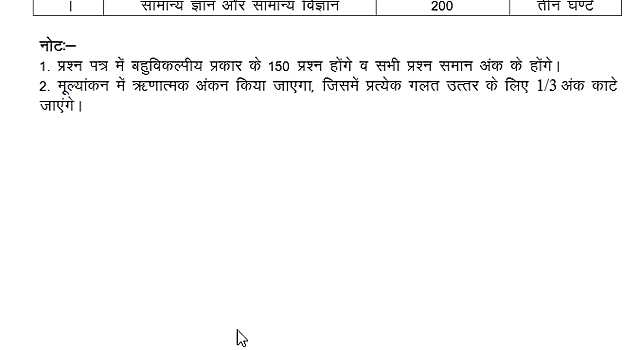 I सामान्य ज्ञान और सामान्य विज्ञान 200 तीन घण्टे
नोटः–
1. प्रश्न पत्र में बहुविकल्पीय प्रकार के 150 प्रश्न होंगे व सभी प्रश्न समान अंक के होंगे।
2. मूल्यांकन में ऋणात्मक अंकन किया जाएगा, जिसमें प्रत्येक गलत उत्तर के लिए 1/3 अंक काटे
जाएंगे।